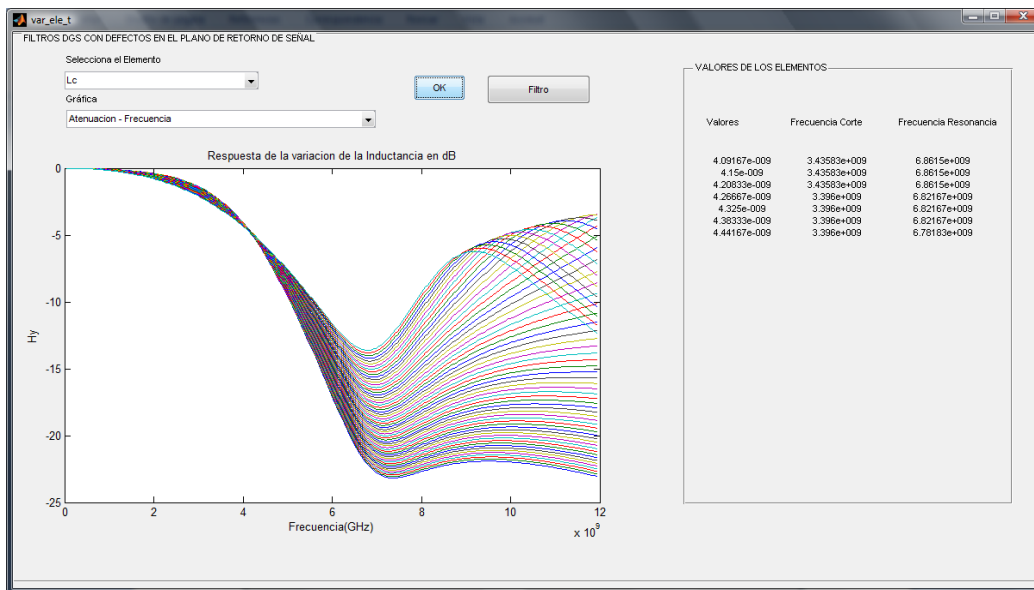 var_ele_t
FILTROS DGS CON DEFECTOS EN EL PLANO DE RETORNO DE SEÑAL
Selecciona el Elemento
Lc
OK
Filtro
Gráfica
Atenuacion - Frecuencia
Respuesta de la variacion de la Inductancia en dB
0
-5
-10
-15
-20
-25
Hy
0 2 4 6 8 10 12
Frecuencia(GHz)
x 10^9
VALORES DE LOS ELEMENTOS
Valores Frecuencia Corte Frecuencia Resonancia
4.09167e-009 3.43583e+009 6.8615e+009
4.15e-009 3.43583e+009 6.8615e+009
4.20833e-009 3.43583e+009 6.8615e+009
4.26667e-009 3.396e+009 6.82167e+009
4.325e-009 3.396e+009 6.82167e+009
4.38333e-009 3.396e+009 6.82167e+009
4.44167e-009 3.396e+009 6.78183e+009